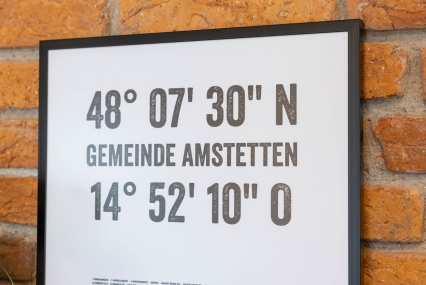 48° 07' 30" N
GEMEINDE AMSTETTEN
14° 52' 10" O